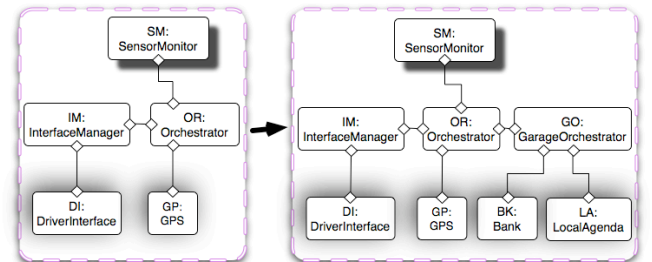 SM:
SensorMonitor
IM:
InterfaceManager
OR:
Orchestrator
DI:
DriverInterface
GP:
GPS
SM:
SensorMonitor
IM:
InterfaceManager
OR:
Orchestrator
GO:
GarageOrchestrator
DI:
DriverInterface
GP:
GPS
BK:
Bank
LA:
LocalAgenda